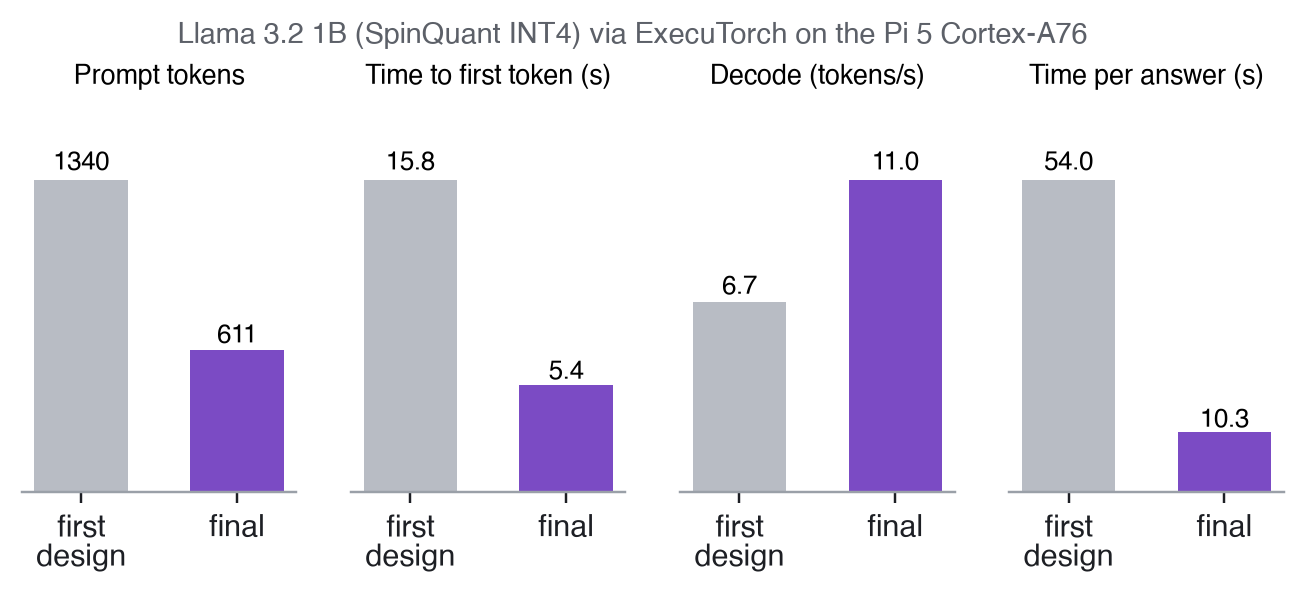 Llama 3.2 1B (SpinQuant INT4) via ExecuTorch on the Pi 5 Cortex-A76
Prompt tokens
1340
611
first
design
final
Time to first token (s)
15.8
5.4
first
design
final
Decode (tokens/s)
6.7
11.0
first
design
final
Time per answer (s)
54.0
10.3
first
design
final